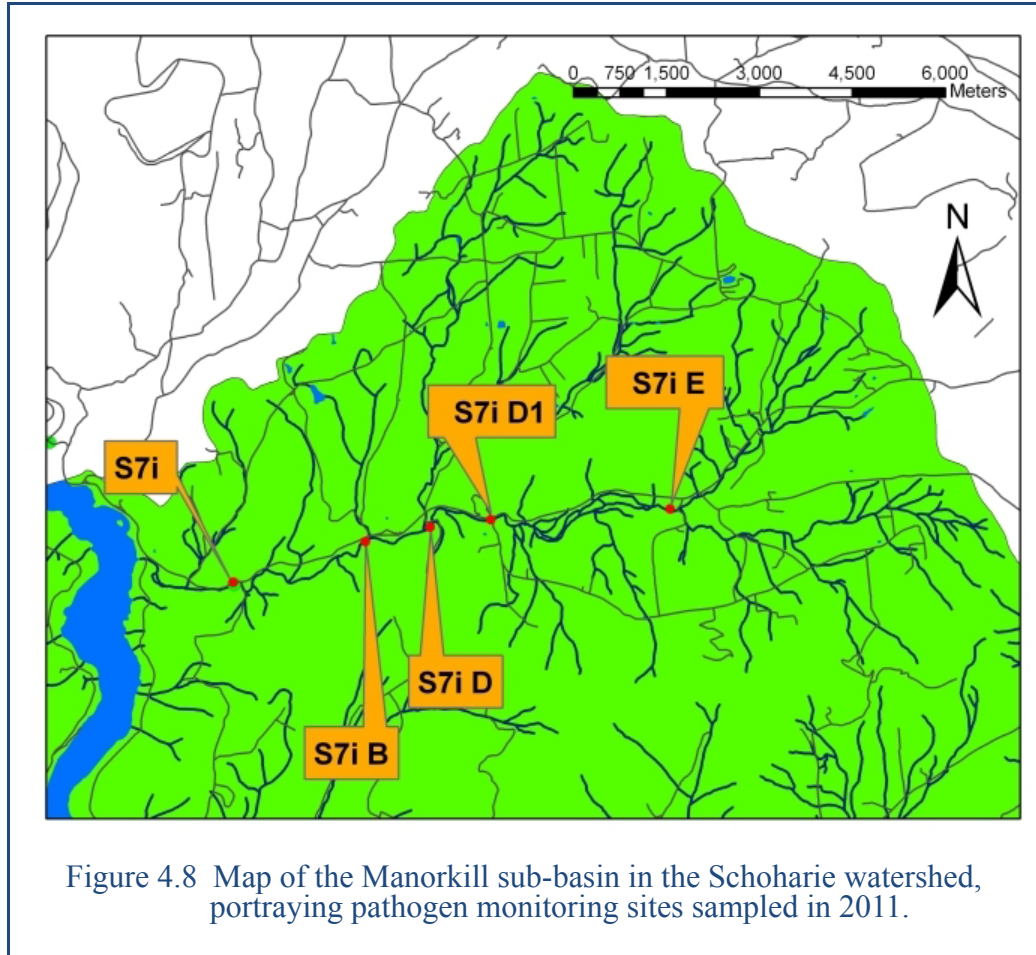 0 750 1,500 3,000 4,500 6,000
Meters
N
S7i E
S7i D1
S7i
S7i D
S7i B
Figure 4.8 Map of the Manorkill sub-basin in the Schoharie watershed,
portraying pathogen monitoring sites sampled in 2011.